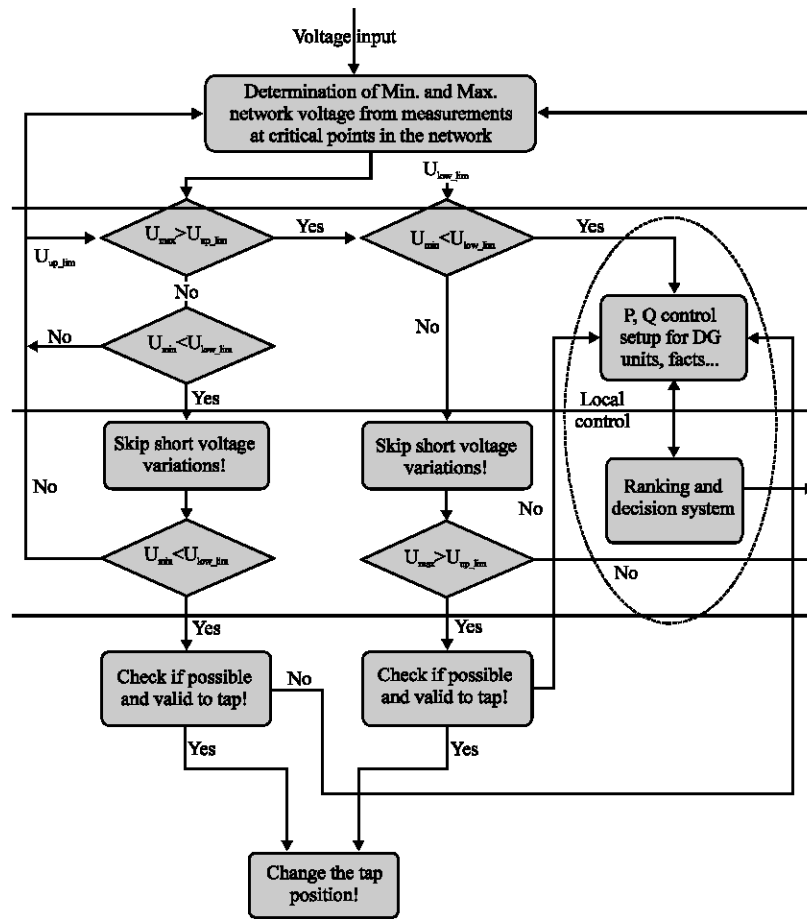 Voltage input
Determination of Min. and Max.
network voltage from measurements
at critical points in the network
U_low_lim
U_max>U_up_lim
Yes
U_min<U_low_lim
Yes
U_up_lim
No
No
U_min<U_low_lim
No
P, Q control
setup for DG
units, facts...
Yes
Local
control
Skip short voltage
variations!
Skip short voltage
variations!
No
No
Ranking and
decision system
U_min<U_low_lim
U_max>U_up_lim
No
Yes
Yes
Check if possible
and valid to tap!
No
Check if possible
and valid to tap!
Yes
Yes
Change the tap
position!